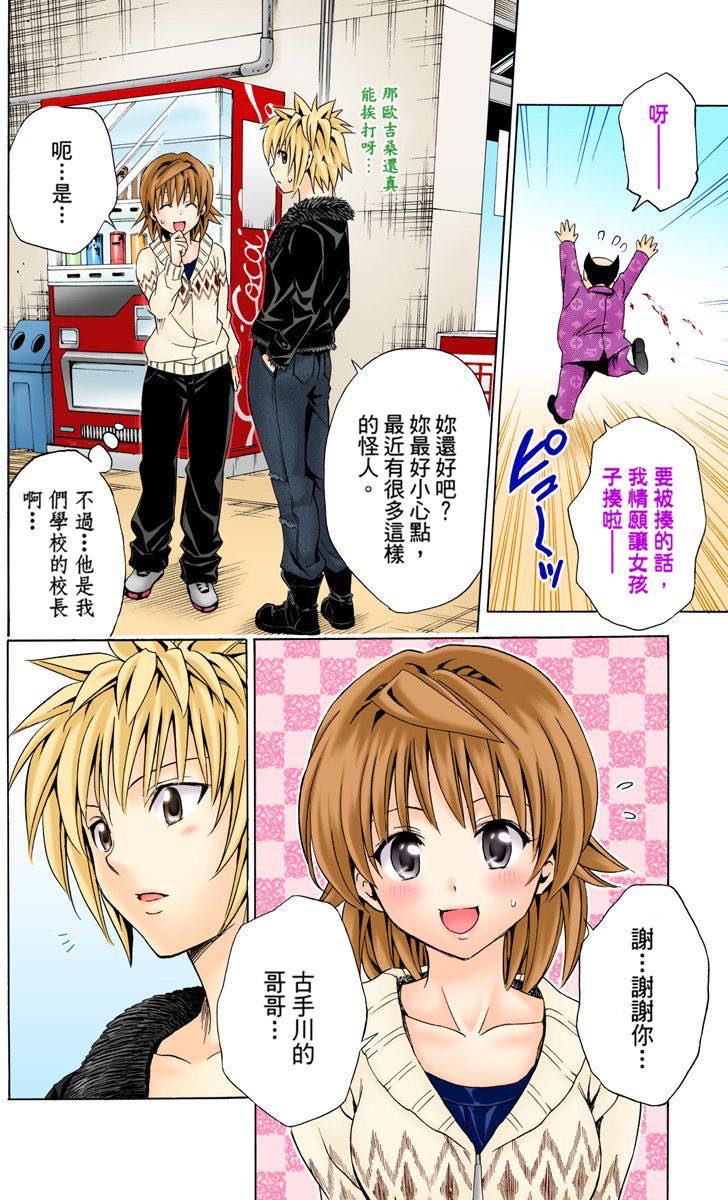 呀——
要被揍的話，
我情願讓女孩
子揍啦——
ピューッ
那歐吉桑還真
能挨打呀…
妳還好吧？
妳最好小心點，
最近有很多這樣
的怪人。
呃…是…
不過…他是我
們學校的校長
啊…
Coca
謝…謝謝你…
古手川的
哥哥…